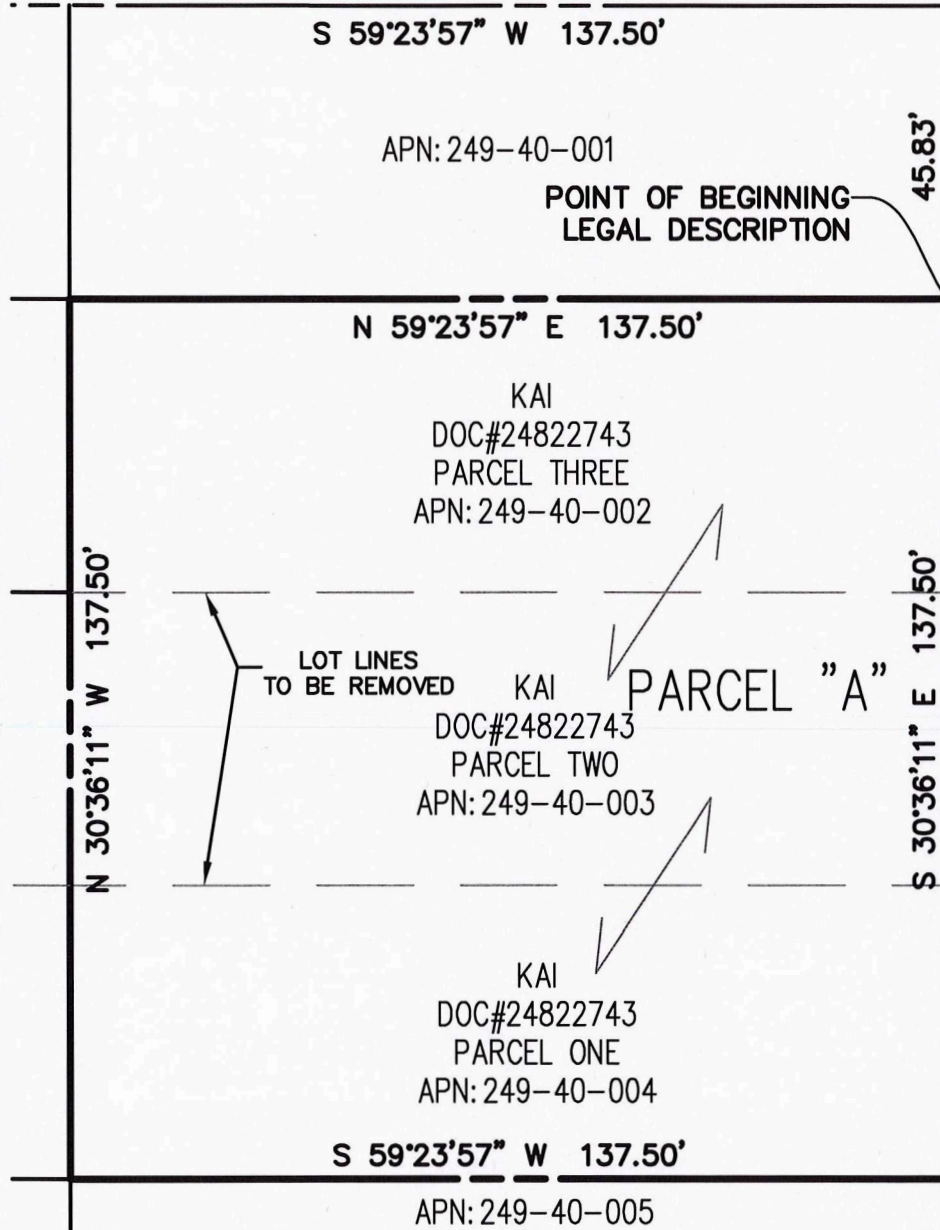 S 59°23'57" W 137.50'
APN: 249-40-001
45.83'
POINT OF BEGINNING
LEGAL DESCRIPTION
N 59°23'57" E 137.50'
KAI
DOC#24822743
PARCEL THREE
APN: 249-40-002
N 30°36'11" W 137.50'
S 30°36'11" E 137.50'
LOT LINES
TO BE REMOVED
KAI
DOC#24822743
PARCEL TWO
APN: 249-40-003
PARCEL "A"
KAI
DOC#24822743
PARCEL ONE
APN: 249-40-004
S 59°23'57" W 137.50'
APN: 249-40-005